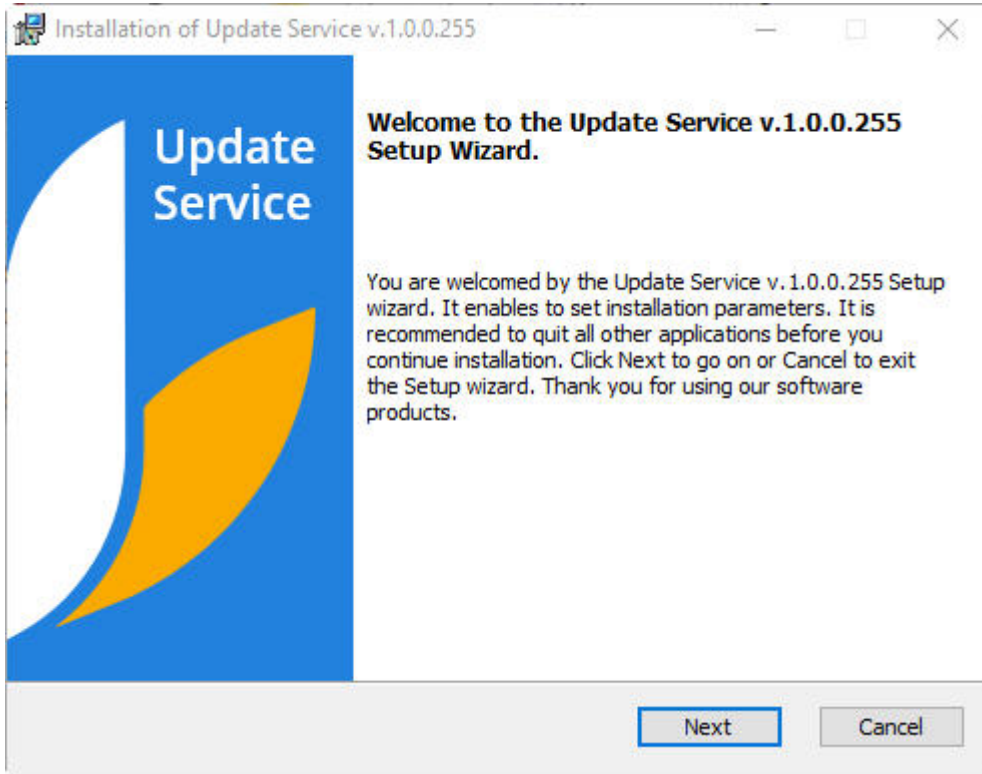 Installation of Update Service v.1.0.0.255
Update
Service
Welcome to the Update Service v.1.0.0.255
Setup Wizard.
You are welcomed by the Update Service v.1.0.0.255 Setup
wizard. It enables to set installation parameters. It is
recommended to quit all other applications before you
continue installation. Click Next to go on or Cancel to exit
the Setup wizard. Thank you for using our software
products.
Next
Cancel